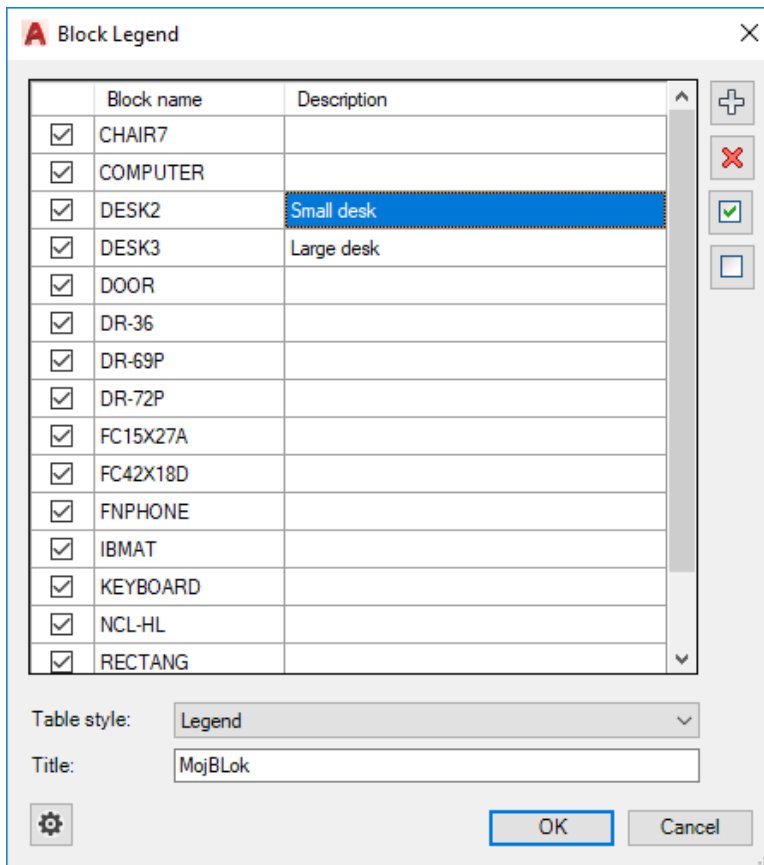 Block Legend
Block name Description
CHAIR7
COMPUTER
DESK2 Small desk
DESK3 Large desk
DOOR
DR-36
DR-69P
DR-72P
FC15X27A
FC42X18D
FNPHONE
IBMAT
KEYBOARD
NCL-HL
RECTANG
Table style: Legend
Title: MojBLok
OK Cancel